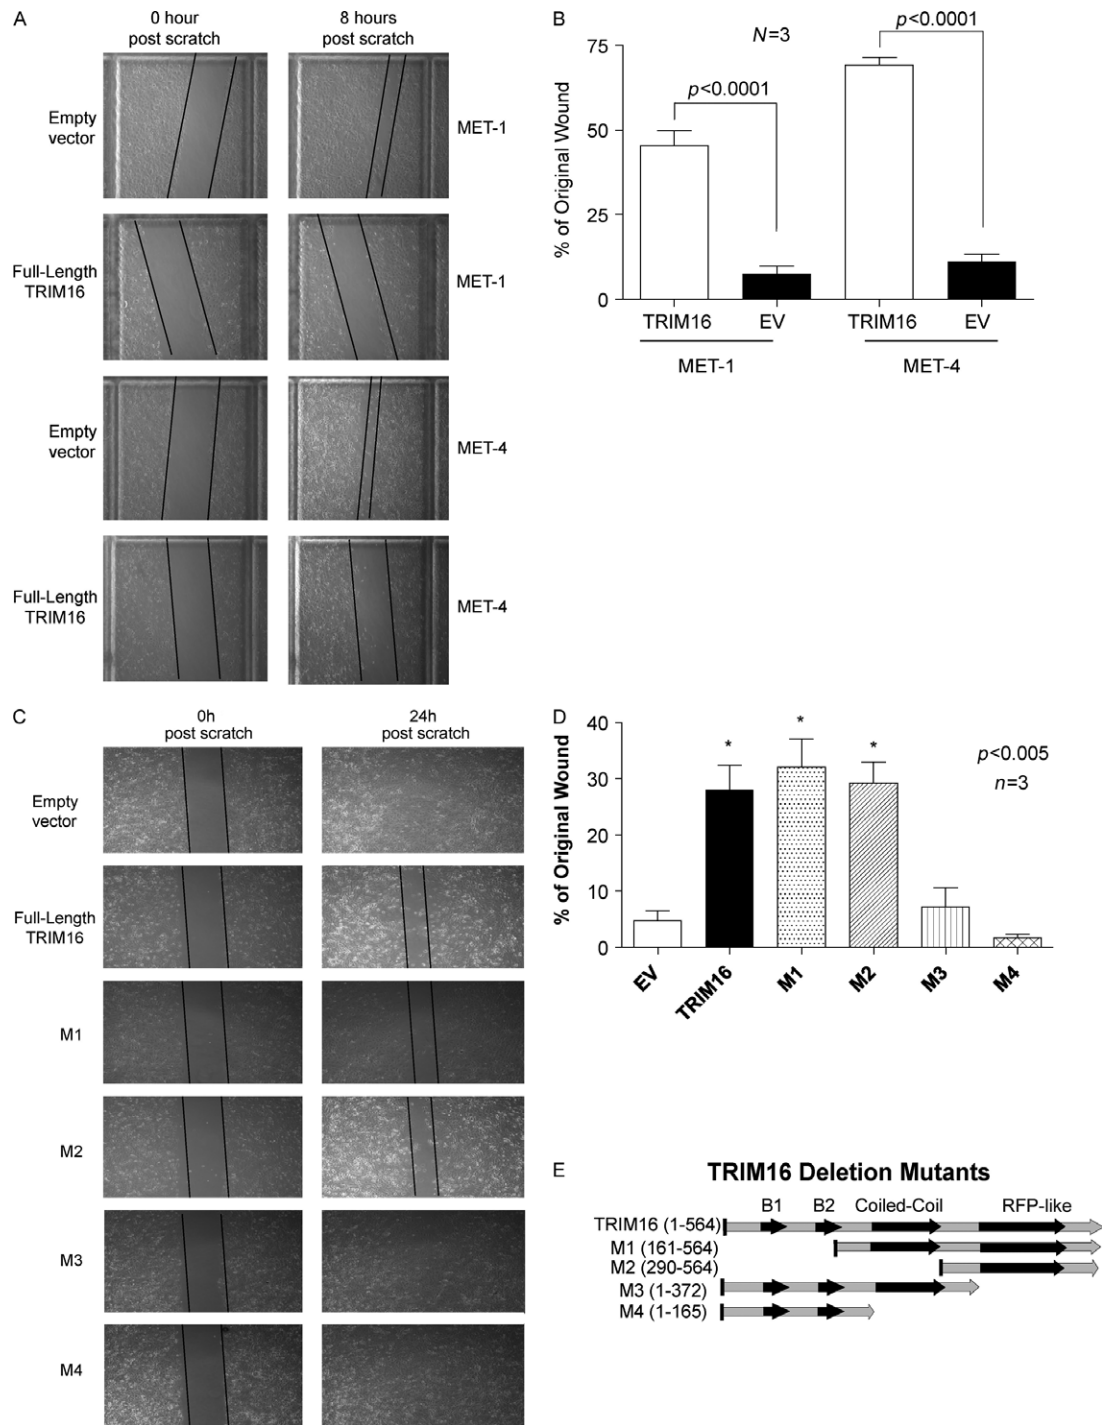 A
0 hour
post scratch
8 hours
post scratch
Empty
vector
MET-1
Full-Length
TRIM16
MET-1
Empty
vector
MET-4
Full-Length
TRIM16
MET-4
B
N=3
p<0.0001
p<0.0001
% of Original Wound
75
50
25
0
TRIM16 EV TRIM16 EV
MET-1 MET-4
C
0h
post scratch
24h
post scratch
Empty
vector
Full-Length
TRIM16
M1
M2
M3
M4
D
% of Original Wound
40
30
20
10
0
* * *
p<0.005
n=3
EV TRIM16 M1 M2 M3 M4
E
TRIM16 Deletion Mutants
B1 B2 Coiled-Coil RFP-like
TRIM16 (1-564)
M1 (161-564)
M2 (290-564)
M3 (1-372)
M4 (1-165)